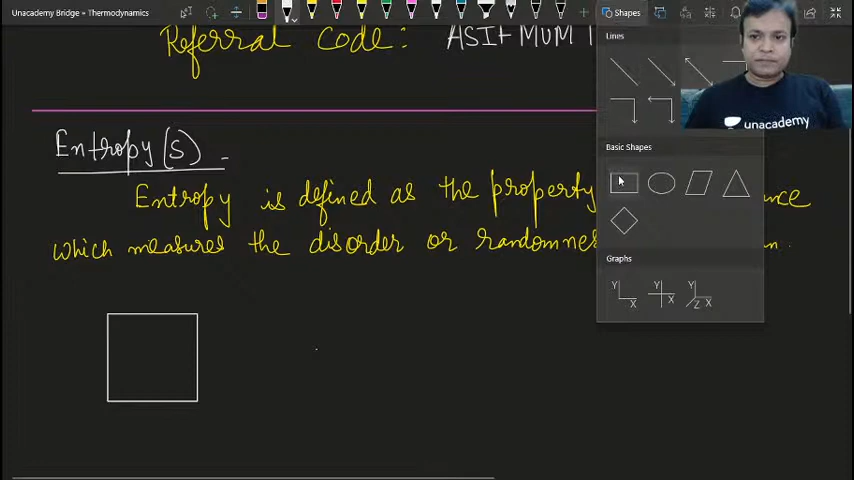 Unacademy Bridge - Thermodynamics
Shapes
Referral Code: ASIFMUM
Lines
unacademy
Entropy(S) -
Basic Shapes
Entropy is defined as the property
which measures the disorder or
Graphs
Y X
Y X
Y Z X